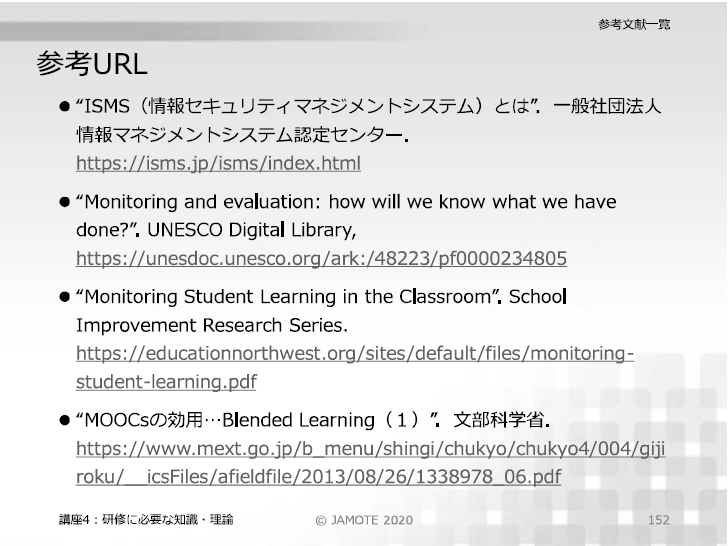 参考文献一覧
参考URL
● “ISMS（情報セキュリティマネジメントシステム）とは”．一般社団法人
情報マネジメントシステム認定センター．
https://isms.jp/isms/index.html
● “Monitoring and evaluation: how will we know what we have
done?”. UNESCO Digital Library,
https://unesdoc.unesco.org/ark:/48223/pf0000234805
● “Monitoring Student Learning in the Classroom”. School
Improvement Research Series.
https://educationnorthwest.org/sites/default/files/monitoring-
student-learning.pdf
● “MOOCsの効用…Blended Learning（１）”．文部科学省．
https://www.mext.go.jp/b_menu/shingi/chukyo/chukyo4/004/giji
roku/__icsFiles/afieldfile/2013/08/26/1338978_06.pdf
講座4：研修に必要な知識・理論
© JAMOTE 2020
152